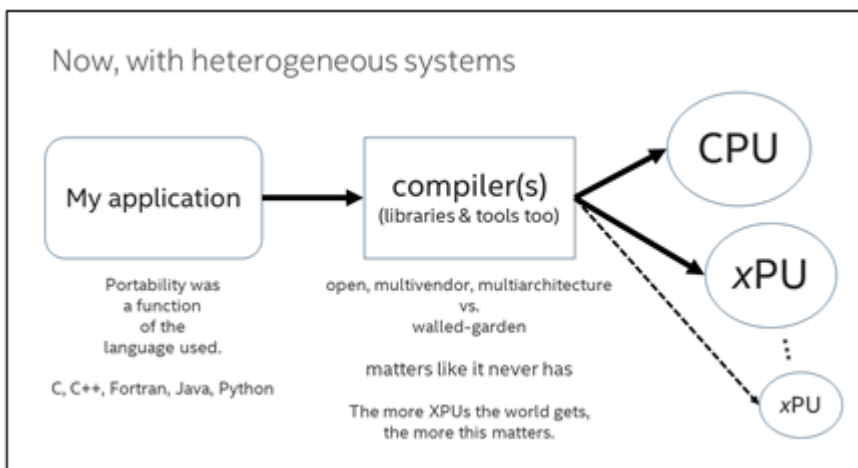 Now, with heterogeneous systems
My application
compiler(s)
(libraries & tools too)
CPU
xPU
xPU
Portability was
a function
of the
language used.
C, C++, Fortran, Java, Python
open, multivendor, multiarchitecture
vs.
walled-garden
matters like it never has
The more XPUs the world gets,
the more this matters.